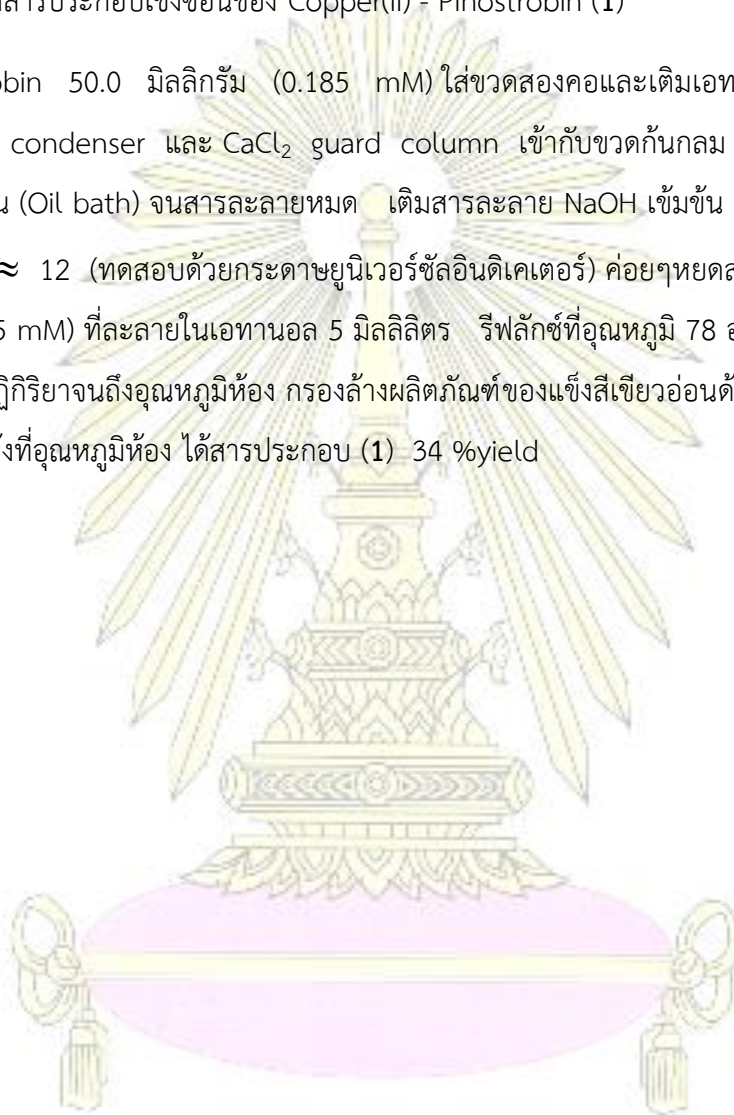 สารประกอบเชิงซ้อนของ Copper(II) - Pinostrobin (1)
obin 50.0 มิลลิกรัม (0.185 mM) ใส่ขวดสองคอและเติมเอท
condenser และ CaCl₂ guard column เข้ากับขวดก้นกลม
น (Oil bath) จนสารละลายหมด เติมสารละลาย NaOH เข้มข้น
≈ 12 (ทดสอบด้วยกระดาษยูนิเวอร์ซัลอินดิเคเตอร์) ค่อยๆหยดส
5 mM) ที่ละลายในเอทานอล 5 มิลลิลิตร รีฟลักซ์ที่อุณหภูมิ 78 อ
ฏิกิริยาจนถึงอุณหภูมิห้อง กรองล้างผลิตภัณฑ์ของแข็งสีเขียวอ่อนด้
้งที่อุณหภูมิห้อง ได้สารประกอบ (1) 34 %yield